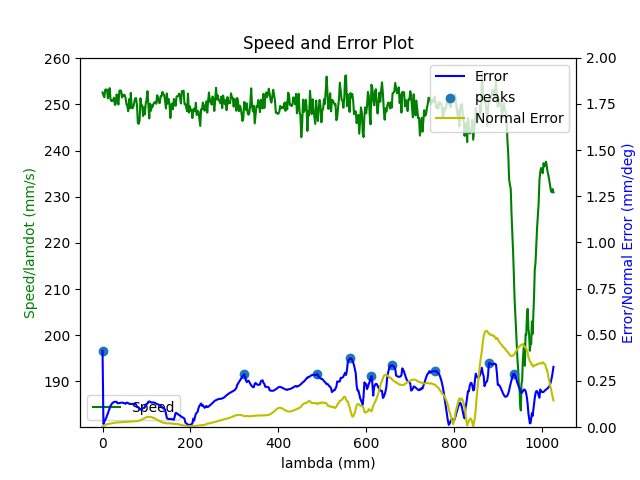 Speed and Error Plot
260
250
240
230
220
210
200
190
2.00
1.75
1.50
1.25
1.00
0.75
0.50
0.25
0.00
Speed/lamdot (mm/s)
Error/Normal Error (mm/deg)
Error
peaks
Normal Error
Speed
0 200 400 600 800 1000
lambda (mm)